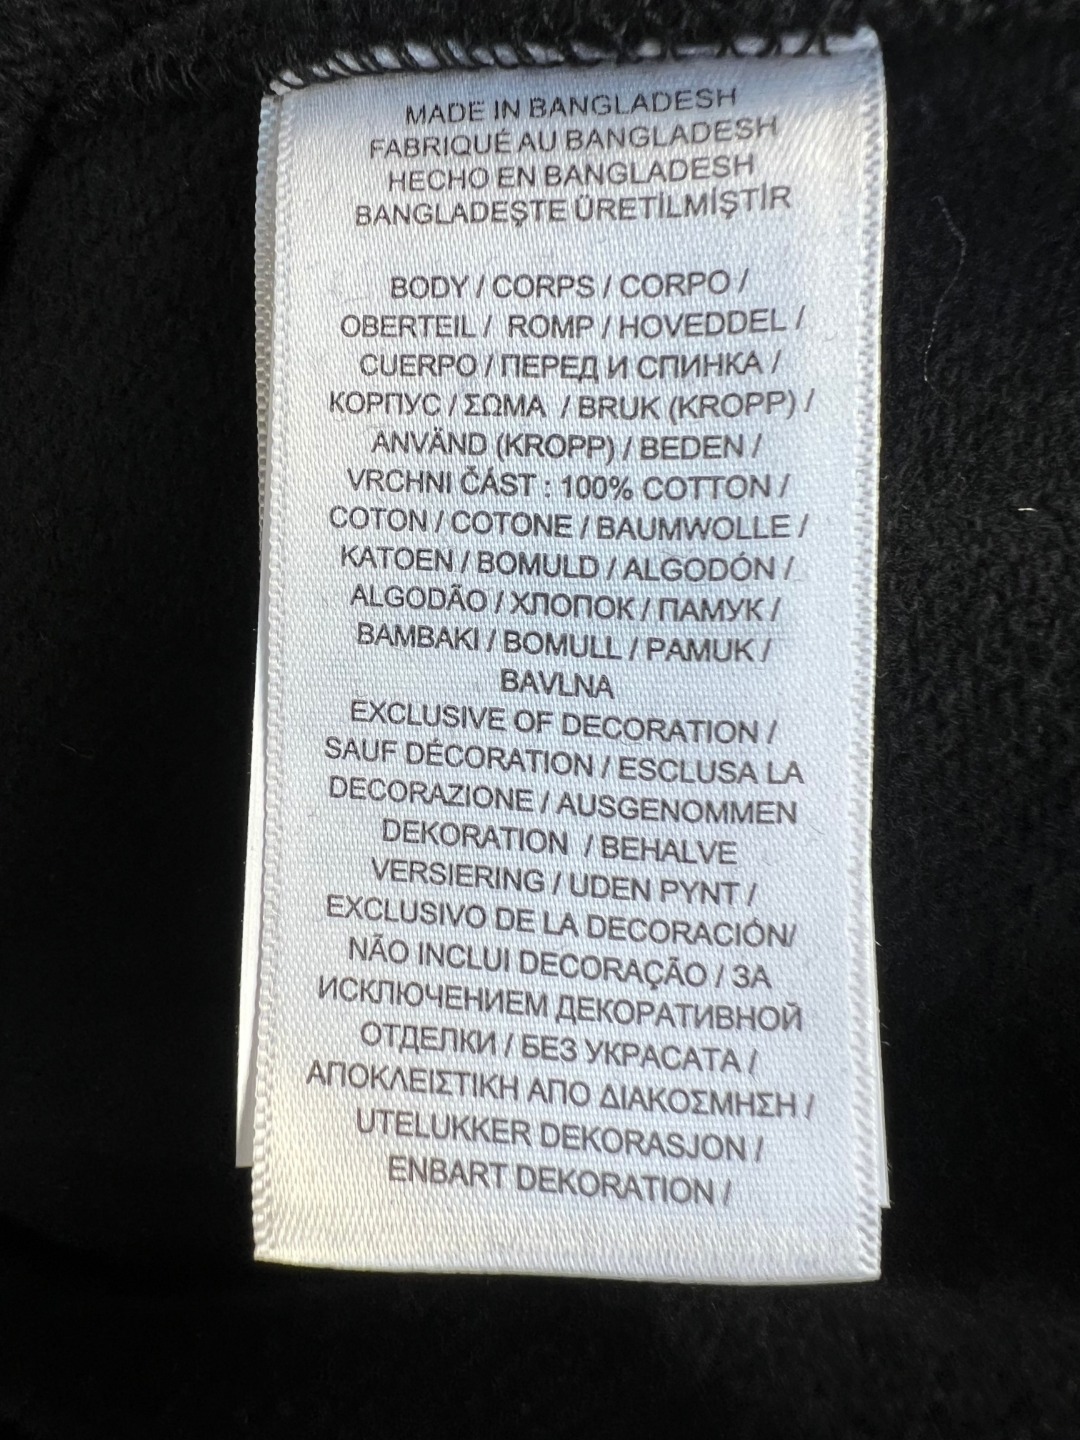 MADE IN BANGLADESH
FABRIQUÉ AU BANGLADESH
HECHO EN BANGLADESH
BANGLADEŞTE ÜRETİLMİŞTİR
BODY / CORPS / CORPO /
OBERTEIL / ROMP / HOVEDDEL /
CUERPO / ПЕРЕД И СПИНКА /
КОРПУС / ΣΩΜΑ / BRUK (KROPP) /
ANVÄND (KROPP) / BEDEN /
VRCHNI ČÁST : 100% COTTON /
COTON / COTONE / BAUMWOLLE /
KATOEN / BOMULD / ALGODÓN /
ALGODÃO / ХЛОПОК / ПАМУК /
BAMBAKI / BOMULL / PAMUK /
BAVLNA
EXCLUSIVE OF DECORATION /
SAUF DÉCORATION / ESCLUSA LA
DECORAZIONE / AUSGENOMMEN
DEKORATION / BEHALVE
VERSIERING / UDEN PYNT /
EXCLUSIVO DE LA DECORACIÓN/
NÃO INCLUI DECORAÇÃO / ЗА
ИСКЛЮЧЕНИЕМ ДЕКОРАТИВНОЙ
ОТДЕЛКИ / БЕЗ УКРАСАТА /
ΑΠΟΚΛΕΙΣΤΙΚΗ ΑΠΟ ΔΙΑΚΟΣΜΗΣΗ /
UTELUKKER DEKORASJON /
ENBART DEKORATION /